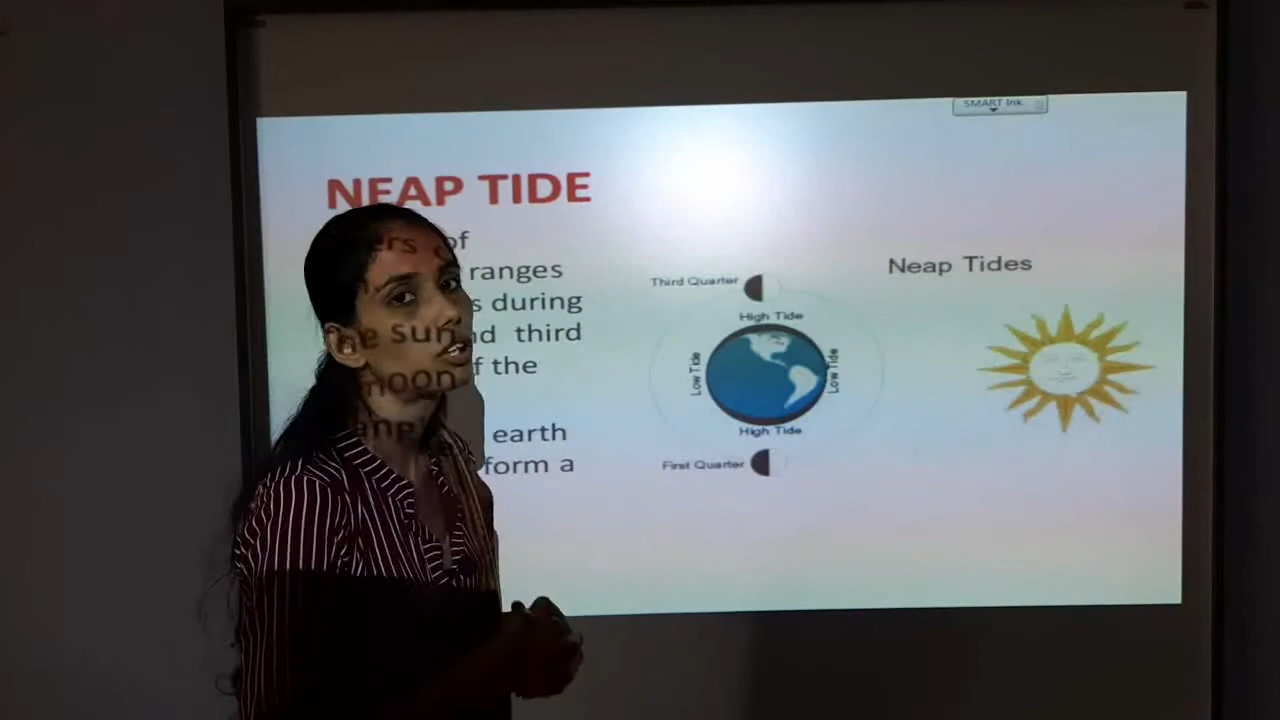 SMART Ink
NEAP TIDE
ers of
ranges
s during
e sun nd third
moon f the
ane earth
form a
Neap Tides
Third Quarter
High Tide
Low Tide
Low Tide
High Tide
First Quarter